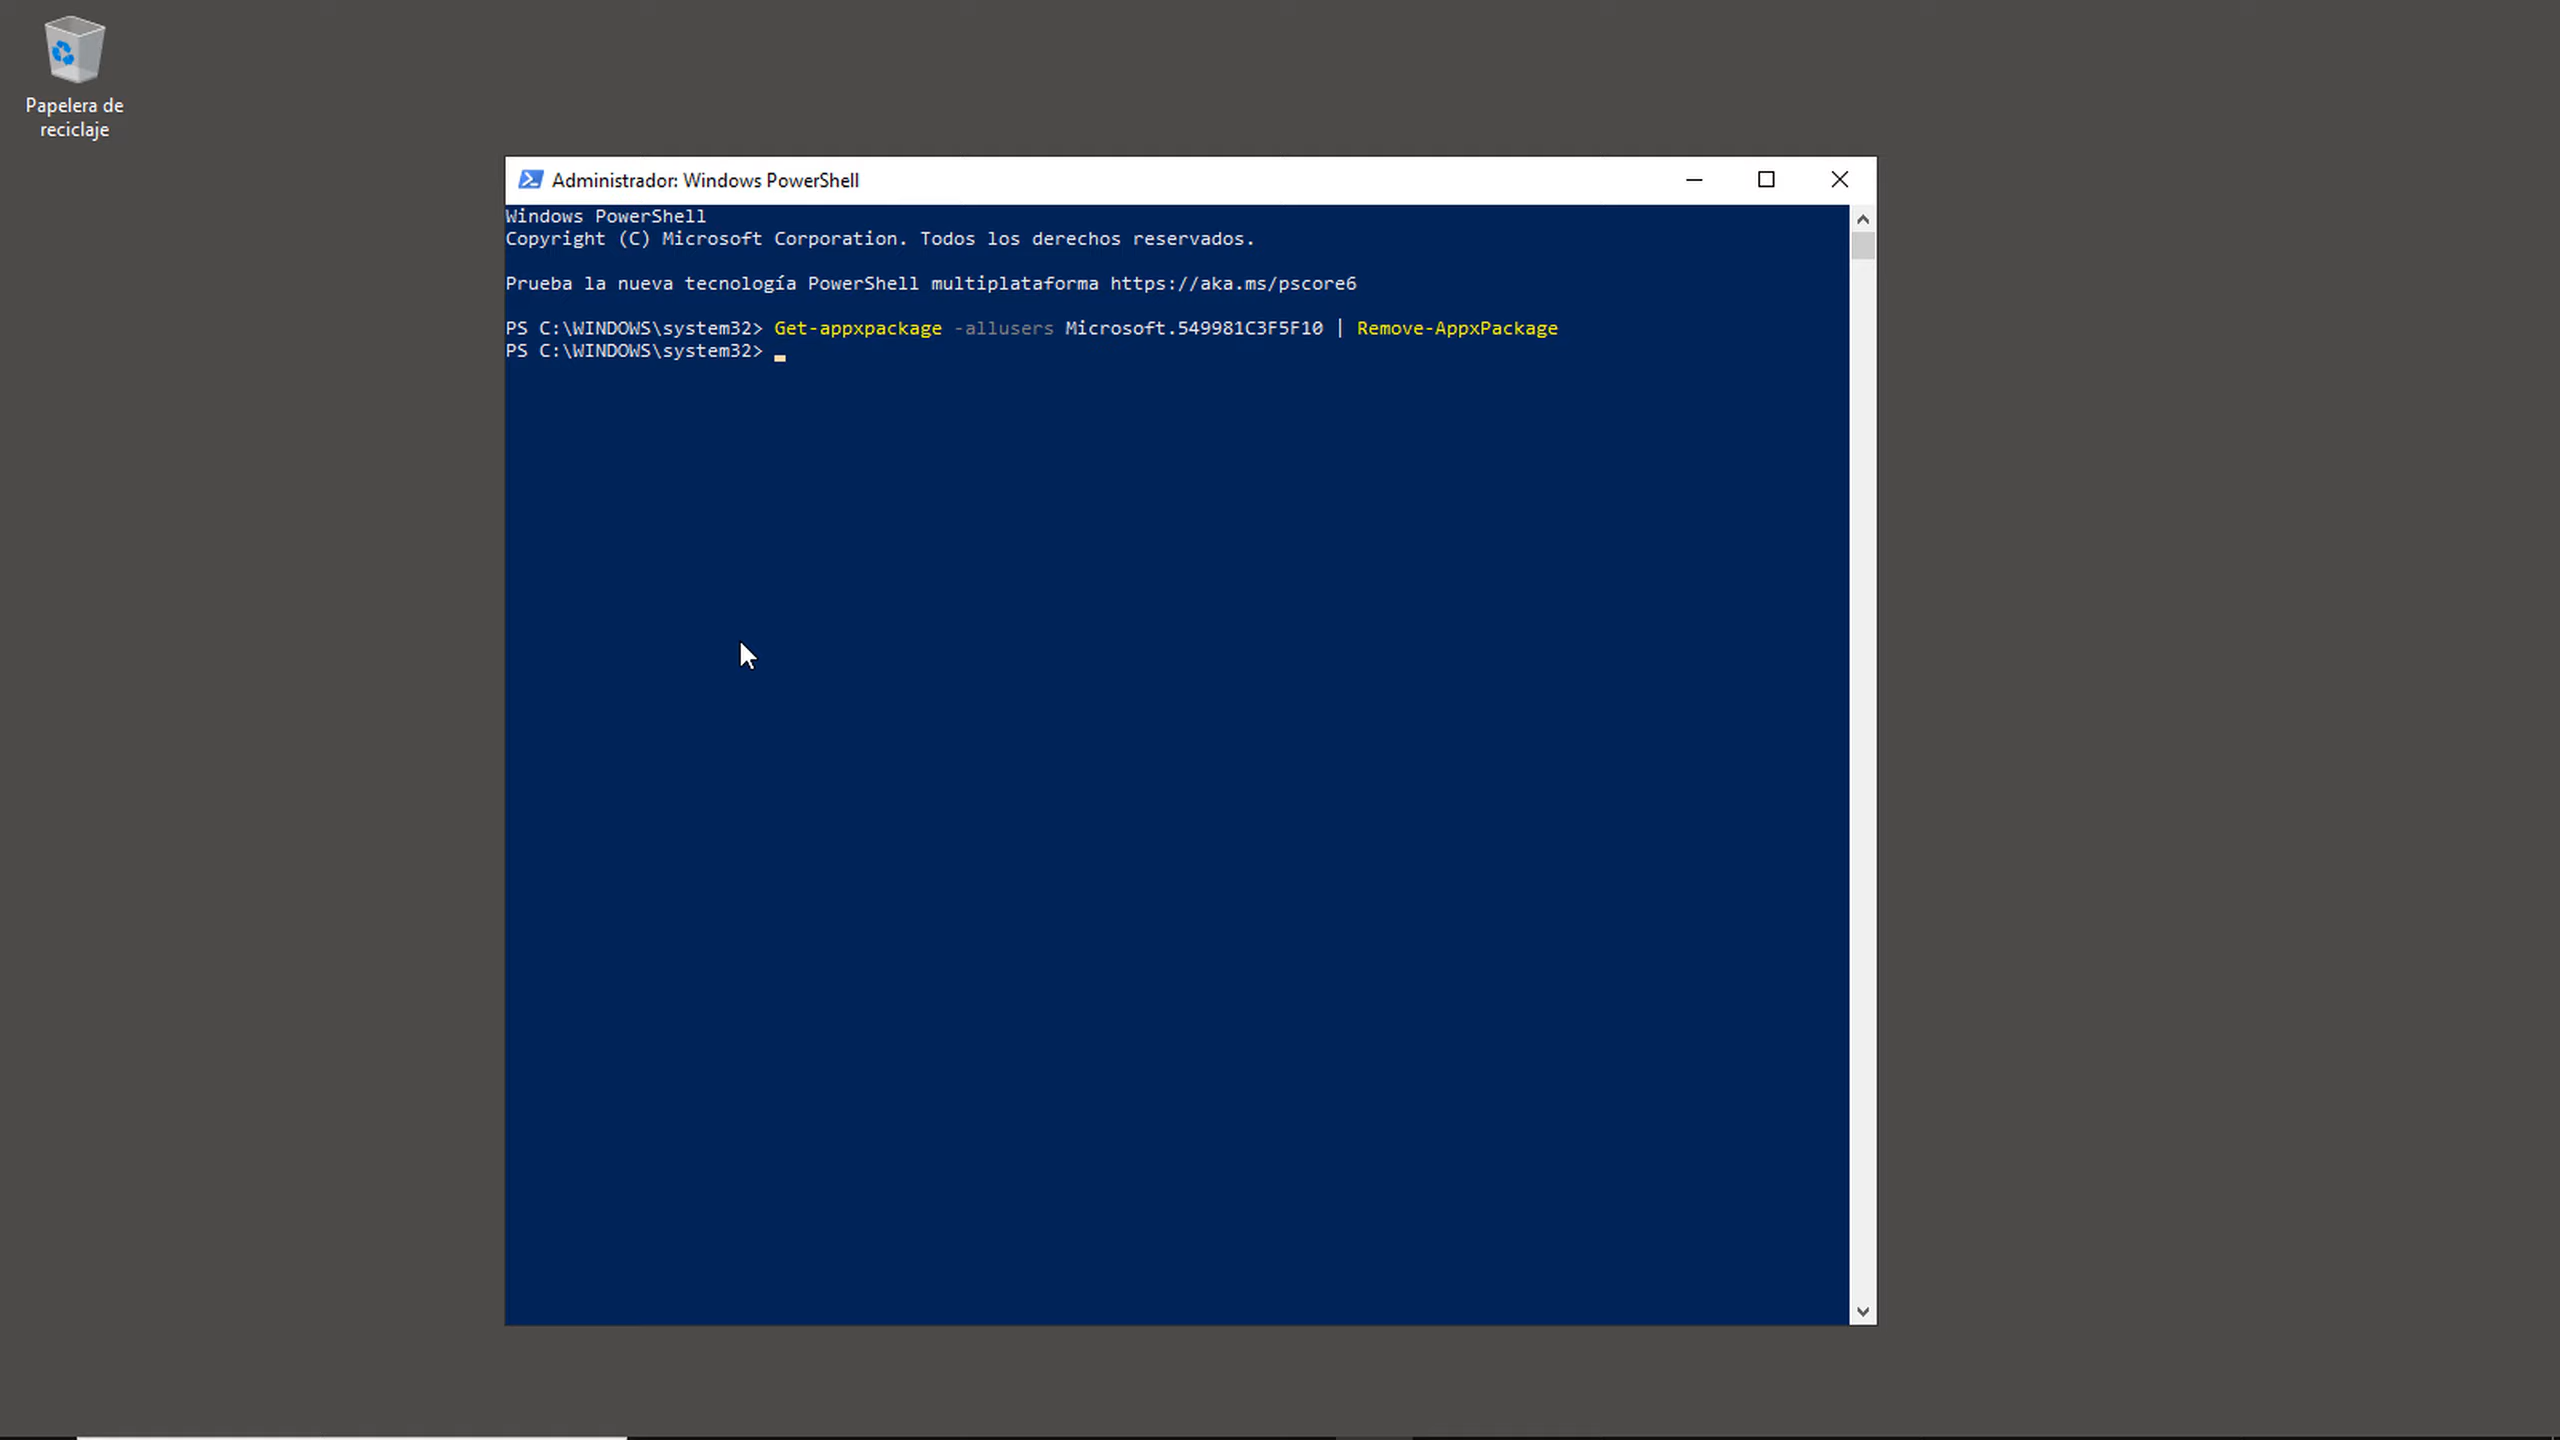 Papelera de
reciclaje
Administrador: Windows PowerShell
Windows PowerShell
Copyright (C) Microsoft Corporation. Todos los derechos reservados.
Prueba la nueva tecnología PowerShell multiplataforma https://aka.ms/pscore6
PS C:\WINDOWS\system32> Get-appxpackage -allusers Microsoft.549981C3F5F10 | Remove-AppxPackage
PS C:\WINDOWS\system32>